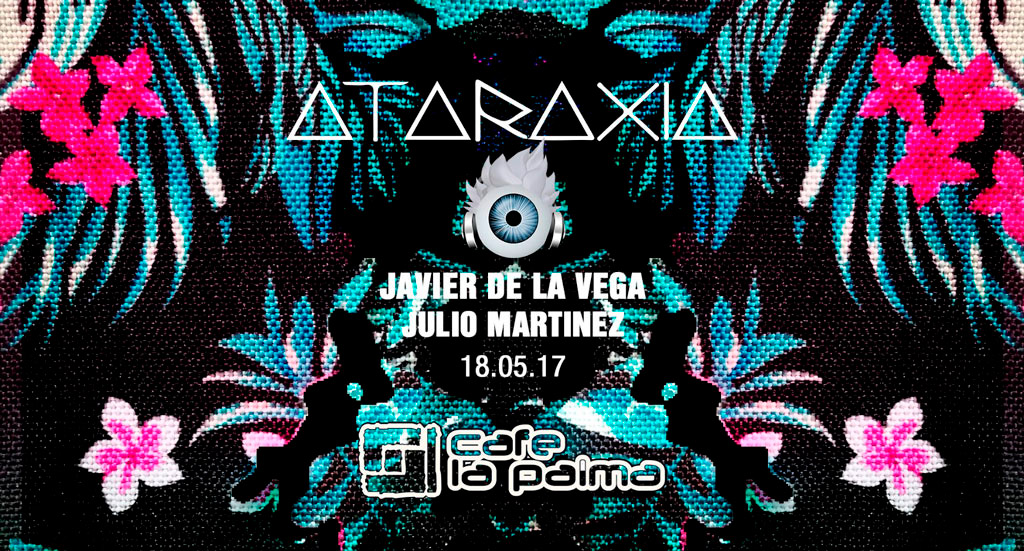 ATARAXIA
JAVIER DE LA VEGA
JULIO MARTINEZ
18.05.17
cafe
la palma